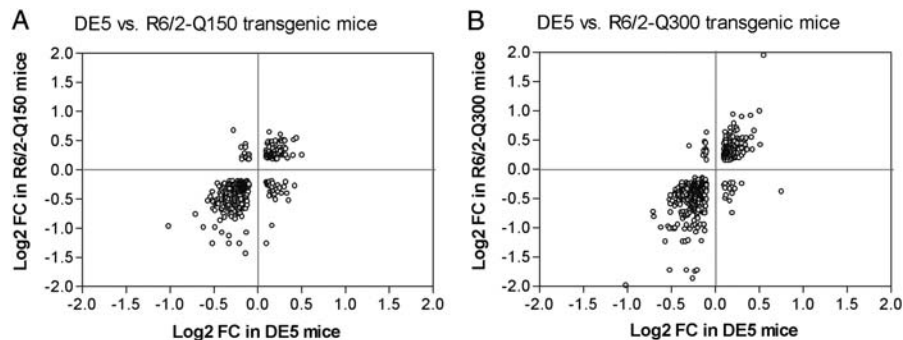 A DE5 vs. R6/2-Q150 transgenic mice
2.0
1.5
1.0
0.5
0.0
-0.5
-1.0
-1.5
-2.0
Log2 FC in R6/2-Q150 mice
-2.0 -1.5 -1.0 -0.5 0.0 0.5 1.0 1.5 2.0
Log2 FC in DE5 mice
B DE5 vs. R6/2-Q300 transgenic mice
2.0
1.5
1.0
0.5
0.0
-0.5
-1.0
-1.5
-2.0
Log2 FC in R6/2-Q300 mice
-2.0 -1.5 -1.0 -0.5 0.0 0.5 1.0 1.5 2.0
Log2 FC in DE5 mice